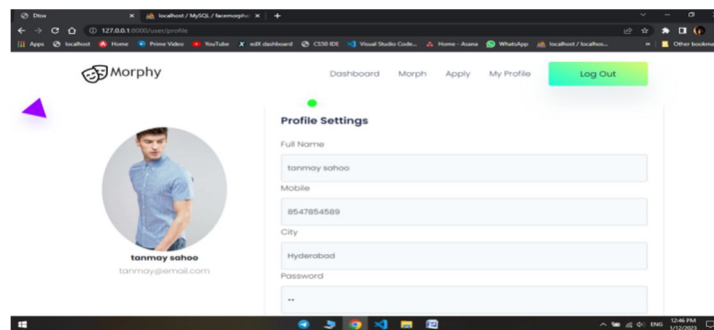 Dtox
localhost / MySQL / facemorphe
127.0.0.1:8000/user/profile
Apps localhost Home Prime Video YouTube edX dashboard CS50 IDE Visual Studio Code... Home - Asana WhatsApp localhost / localhos... Other bookma
Morphy Dashboard Morph Apply My Profile Log Out
Profile Settings
Full Name
tanmay sahoo
Mobile
8547854589
City
Hyderabad
tanmay sahoo
tanmay@email.com
Password
••
12:46 PM
ENG
1/12/2023